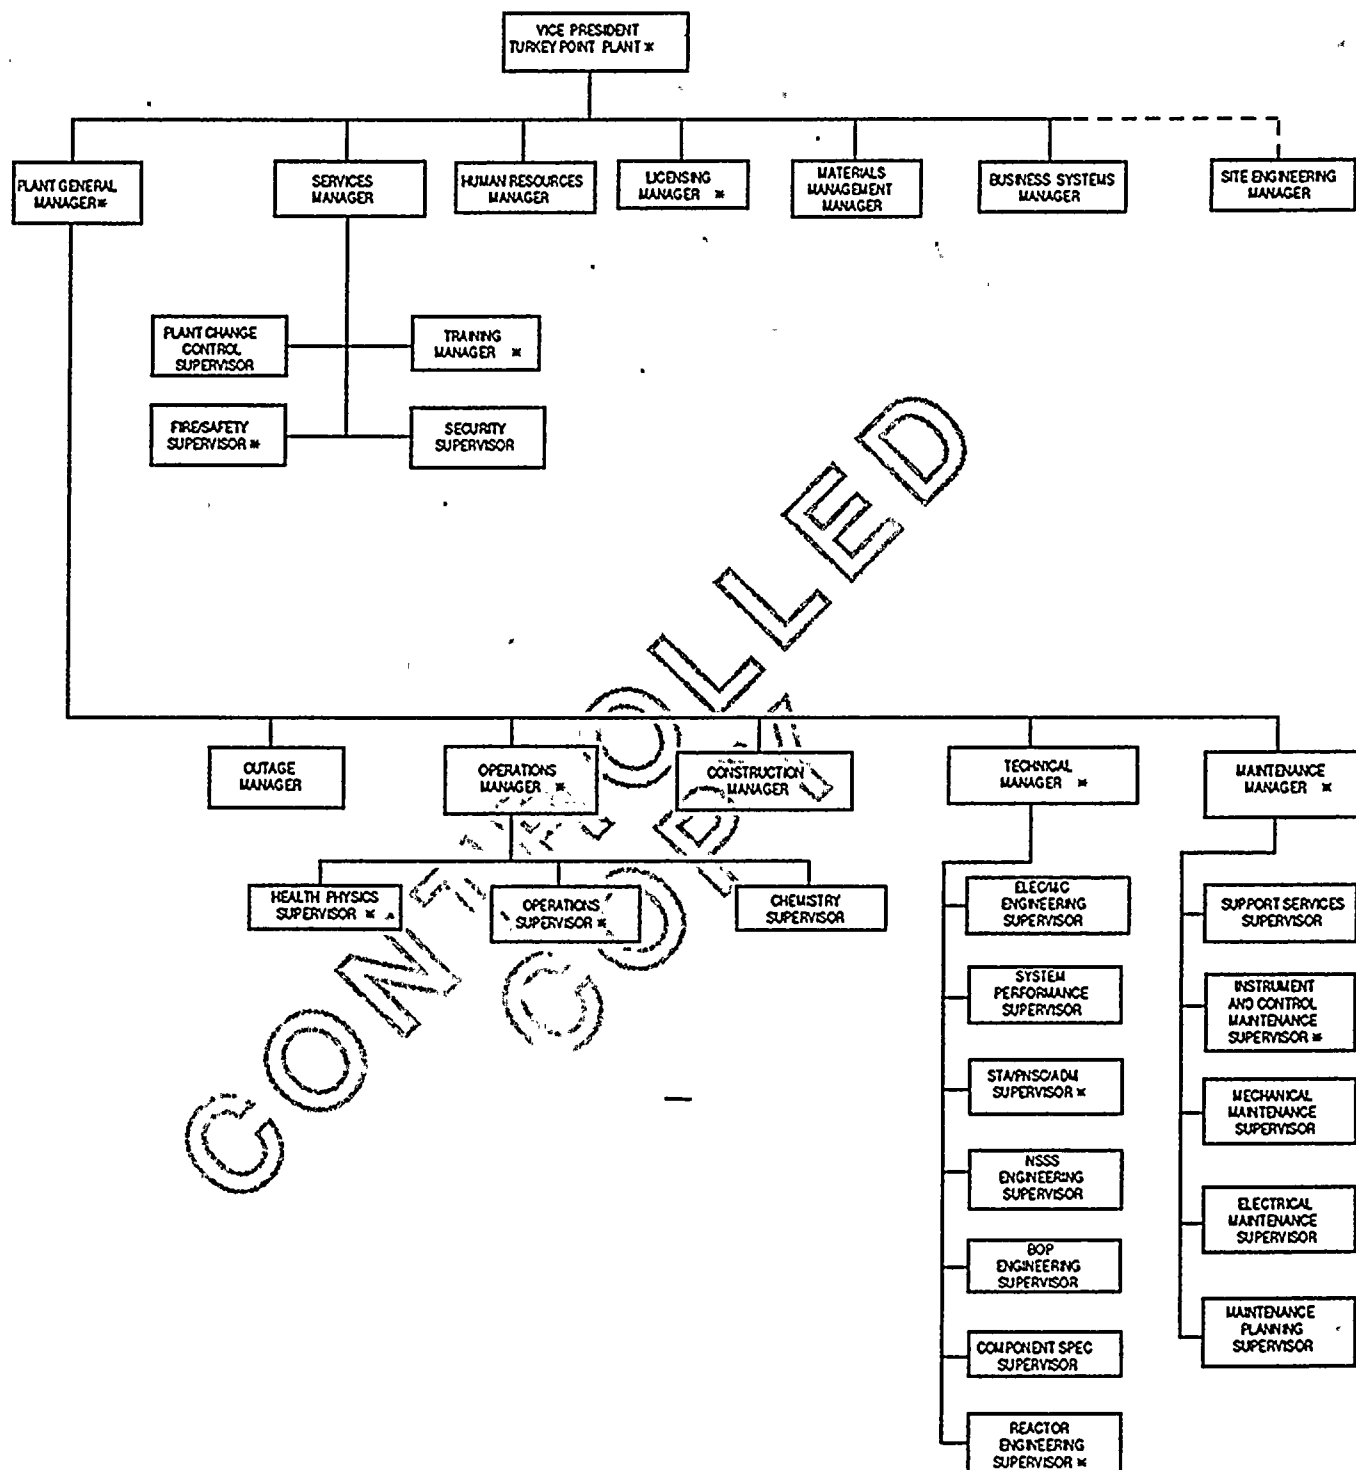 VICE PRESIDENT
TURKEY POINT PLANT *
PLANT GENERAL
MANAGER *
SERVICES
MANAGER
HUMAN RESOURCES
MANAGER
LICENSING
MANAGER *
MATERIALS
MANAGEMENT
MANAGER
BUSINESS SYSTEMS
MANAGER
SITE ENGINEERING
MANAGER
PLANT CHANGE
CONTROL
SUPERVISOR
TRAINING
MANAGER *
FIRE/SAFETY
SUPERVISOR *
SECURITY
SUPERVISOR
CONTROLLED
COPY
OUTAGE
MANAGER
OPERATIONS
MANAGER *
CONSTRUCTION
MANAGER
TECHNICAL
MANAGER *
MAINTENANCE
MANAGER *
HEALTH PHYSICS
SUPERVISOR *
OPERATIONS
SUPERVISOR *
CHEMISTRY
SUPERVISOR
ELEC/I&C
ENGINEERING
SUPERVISOR
SYSTEM
PERFORMANCE
SUPERVISOR
STA/PNSC/ADM
SUPERVISOR *
NSSS
ENGINEERING
SUPERVISOR
BOP
ENGINEERING
SUPERVISOR
COMPONENT SPEC
SUPERVISOR
REACTOR
ENGINEERING
SUPERVISOR *
SUPPORT SERVICES
SUPERVISOR
INSTRUMENT
AND CONTROL
MAINTENANCE
SUPERVISOR *
MECHANICAL
MAINTENANCE
SUPERVISOR
ELECTRICAL
MAINTENANCE
SUPERVISOR
MAINTENANCE
PLANNING
SUPERVISOR